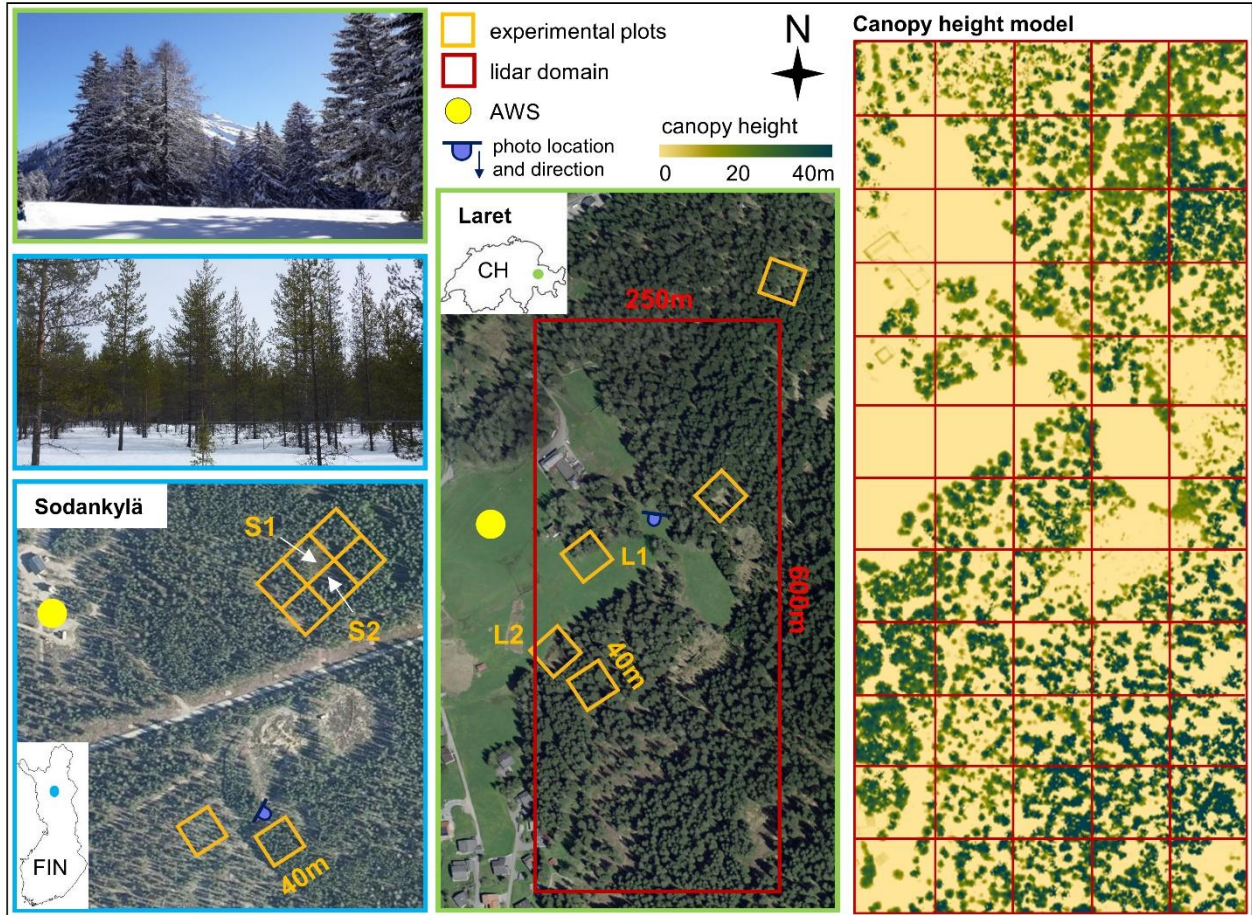 experimental plots
lidar domain
AWS
photo location
and direction
N
canopy height
0 20 40m
Canopy height model
Laret
CH
250m
600m
L1
L2
40m
Sodankylä
S1
S2
40m
FIN